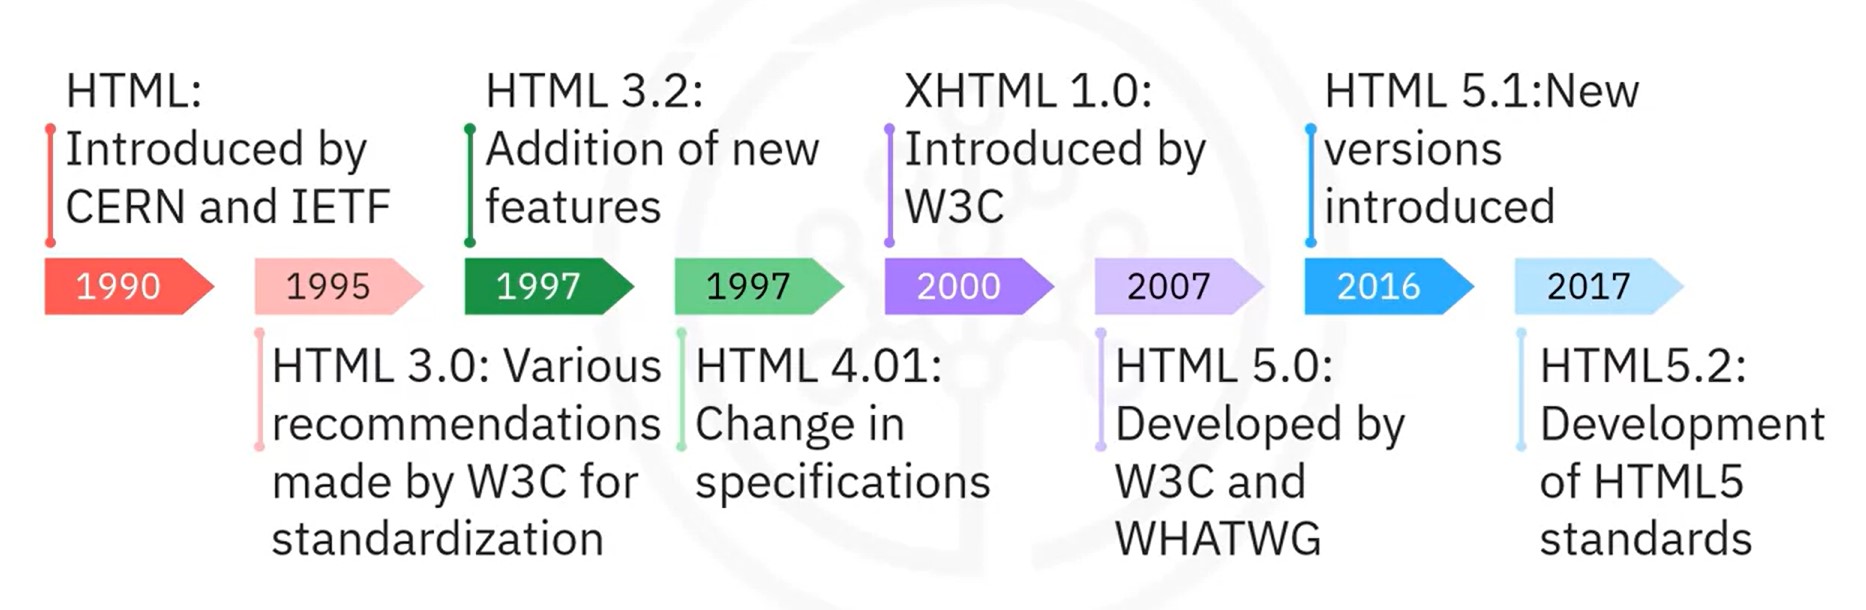 HTML:
Introduced by
CERN and IETF
HTML 3.2:
Addition of new
features
XHTML 1.0:
Introduced by
W3C
HTML 5.1:New
versions
introduced
1990
1995
1997
1997
2000
2007
2016
2017
HTML 3.0: Various
recommendations
made by W3C for
standardization
HTML 4.01:
Change in
specifications
HTML 5.0:
Developed by
W3C and
WHATWG
HTML5.2:
Development
of HTML5
standards